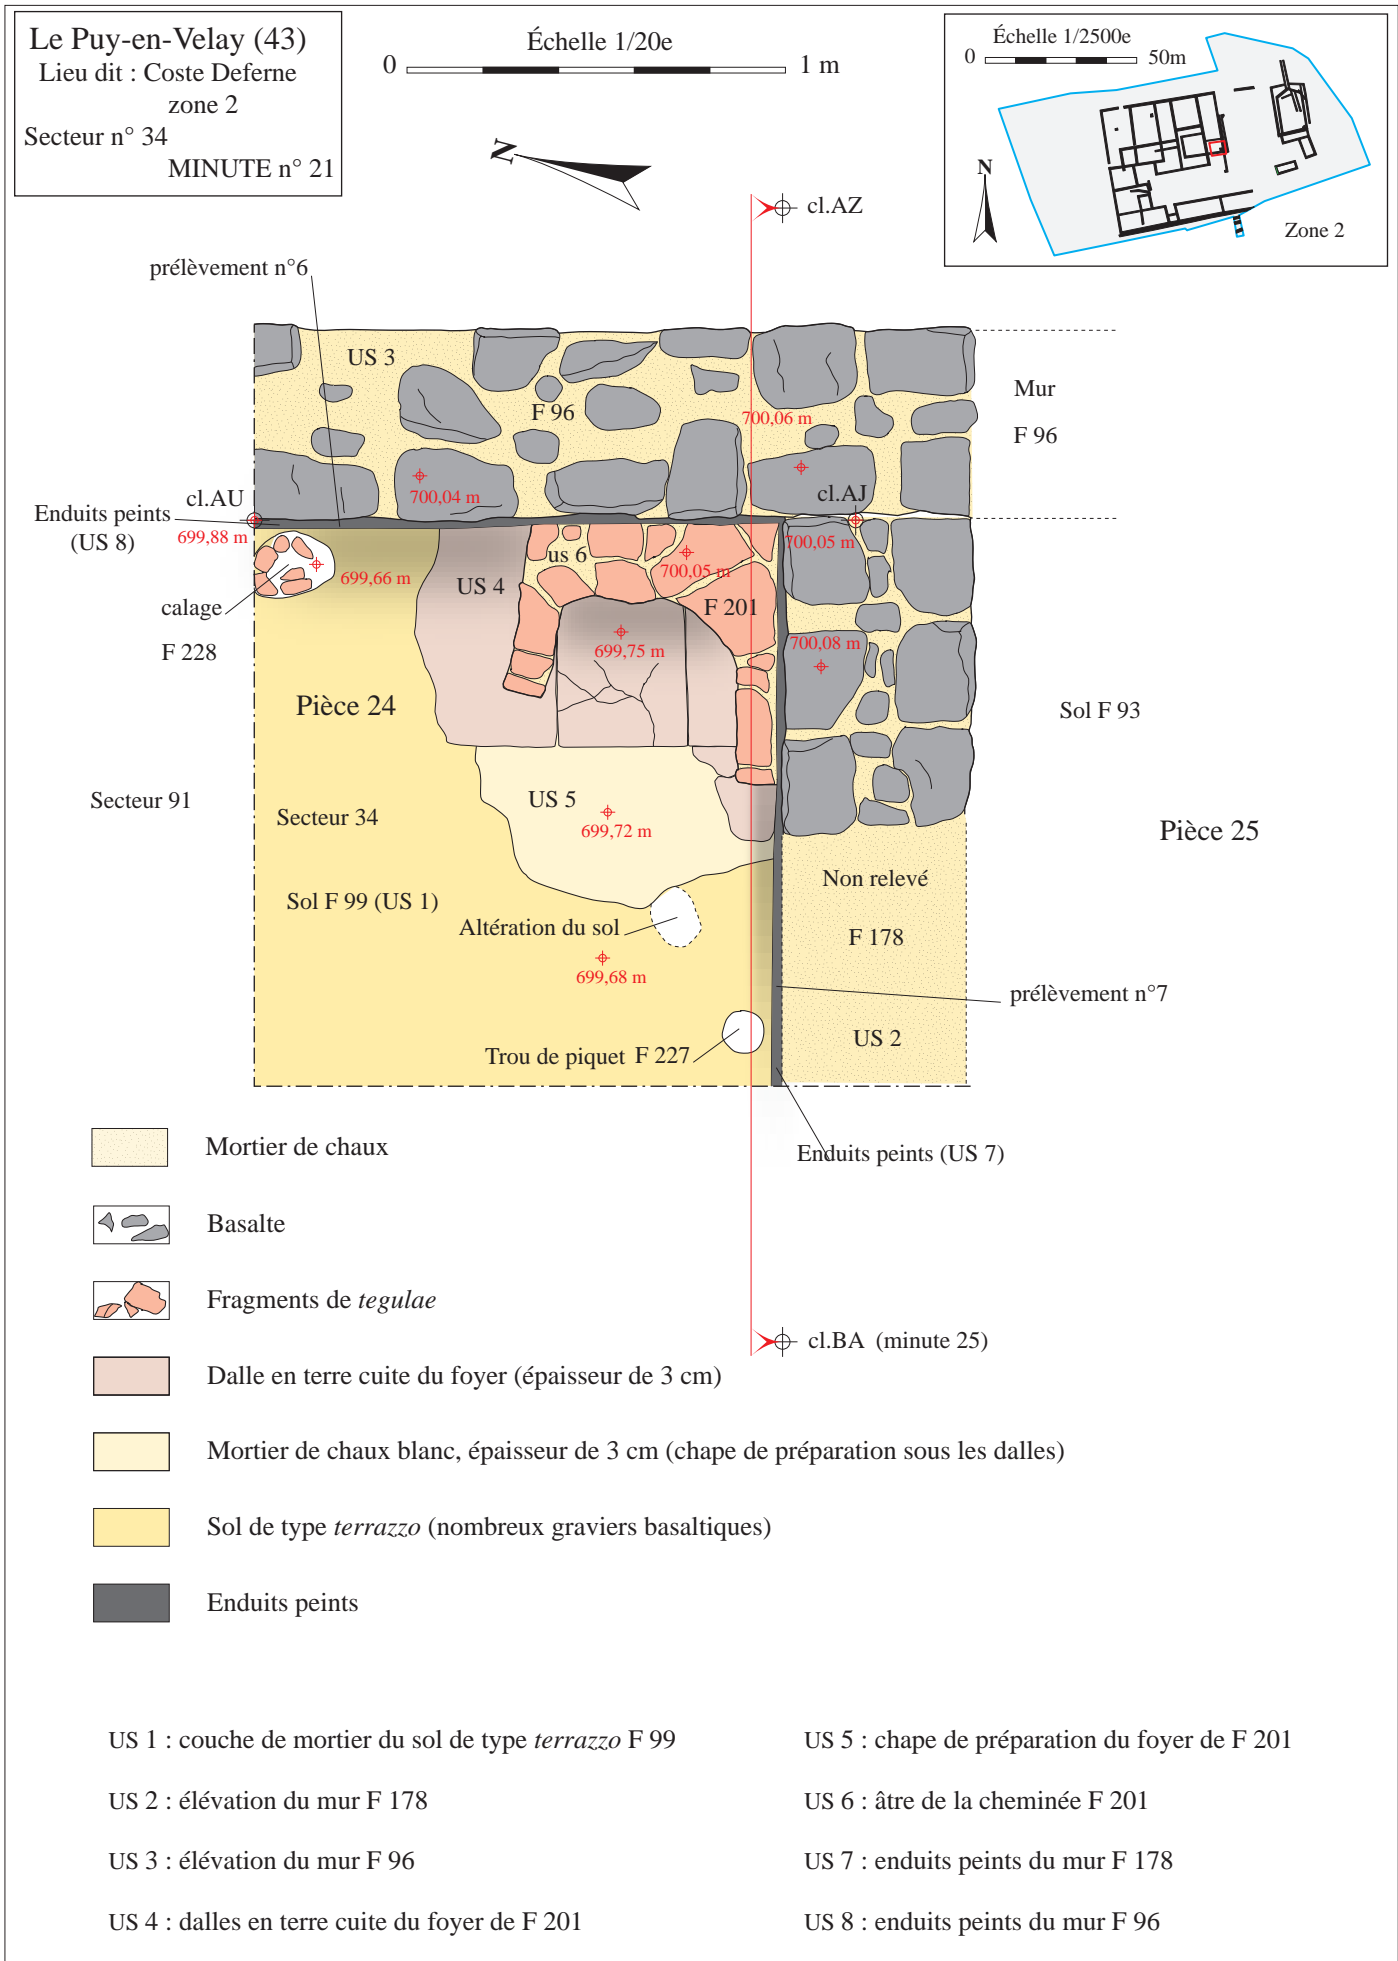 Le Puy-en-Velay (43)
Lieu dit : Coste Deferne
zone 2
Secteur n° 34
MINUTE n° 21
Échelle 1/20e
0
1 m
N
Échelle 1/2500e
0
50m
N
Zone 2
cl.AZ
prélèvement n°6
US 3
F 96
700,06 m
Mur
F 96
700,04 m
cl.AU
cl.AJ
Enduits peints
(US 8)
699,88 m
700,05 m
us 6
700,05 m
699,66 m
US 4
calage
F 201
F 228
699,75 m
700,08 m
Pièce 24
Sol F 93
Secteur 91
US 5
Secteur 34
699,72 m
Pièce 25
Non relevé
Sol F 99 (US 1)
Altération du sol
F 178
699,68 m
prélèvement n°7
US 2
Trou de piquet F 227
Enduits peints (US 7)
Mortier de chaux
Basalte
Fragments de tegulae
cl.BA (minute 25)
Dalle en terre cuite du foyer (épaisseur de 3 cm)
Mortier de chaux blanc, épaisseur de 3 cm (chape de préparation sous les dalles)
Sol de type terrazzo (nombreux graviers basaltiques)
Enduits peints
US 1 : couche de mortier du sol de type terrazzo F 99
US 2 : élévation du mur F 178
US 3 : élévation du mur F 96
US 4 : dalles en terre cuite du foyer de F 201
US 5 : chape de préparation du foyer de F 201
US 6 : âtre de la cheminée F 201
US 7 : enduits peints du mur F 178
US 8 : enduits peints du mur F 96